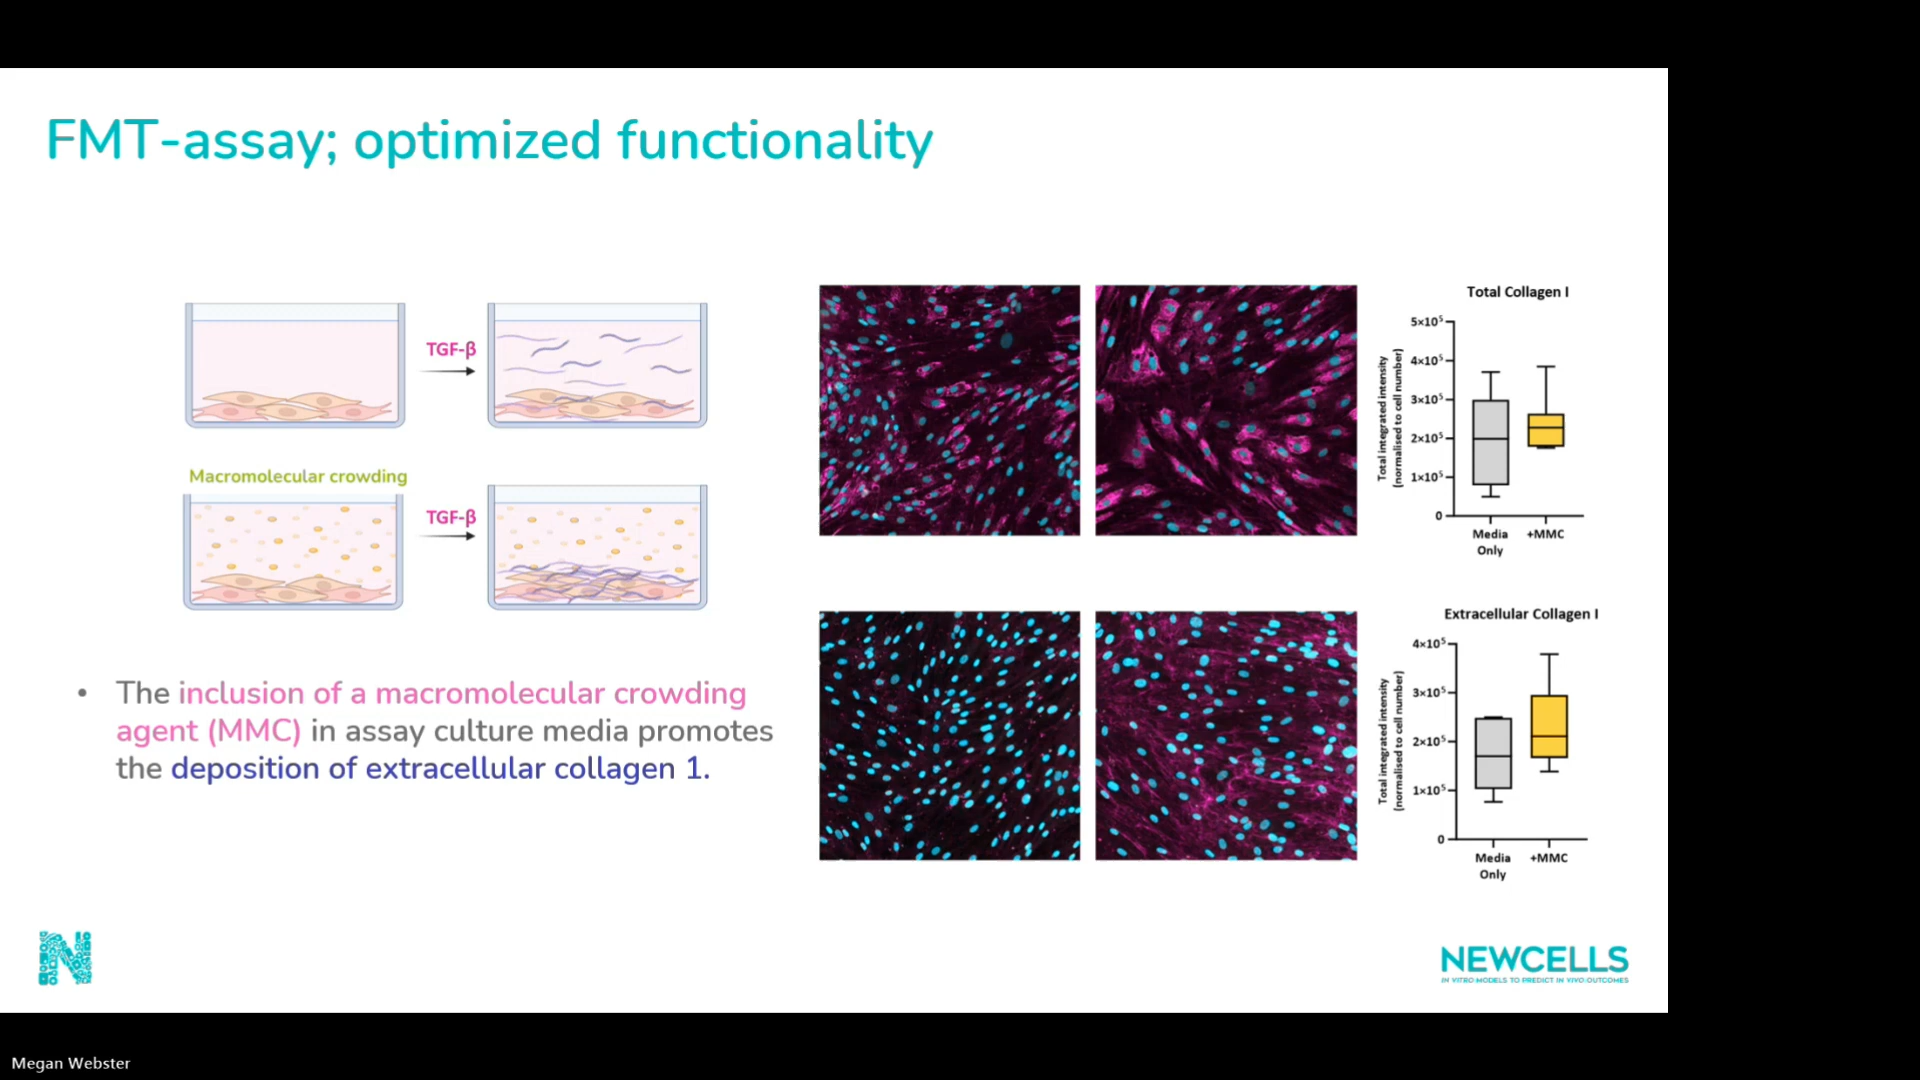 FMT-assay; optimized functionality
TGF-β
Macromolecular crowding
TGF-β
• The inclusion of a macromolecular crowding
agent (MMC) in assay culture media promotes
the deposition of extracellular collagen 1.
Total Collagen I
Total integrated intensity
(normalised to cell number)
5×10⁵
4×10⁵
3×10⁵
2×10⁵
1×10⁵
0
Media
Only
+MMC
Extracellular Collagen I
Total integrated intensity
(normalised to cell number)
4×10⁵
3×10⁵
2×10⁵
1×10⁵
0
Media
Only
+MMC
N
NEWCELLS
IN VITRO MODELS TO PREDICT IN VIVO OUTCOMES
Megan Webster